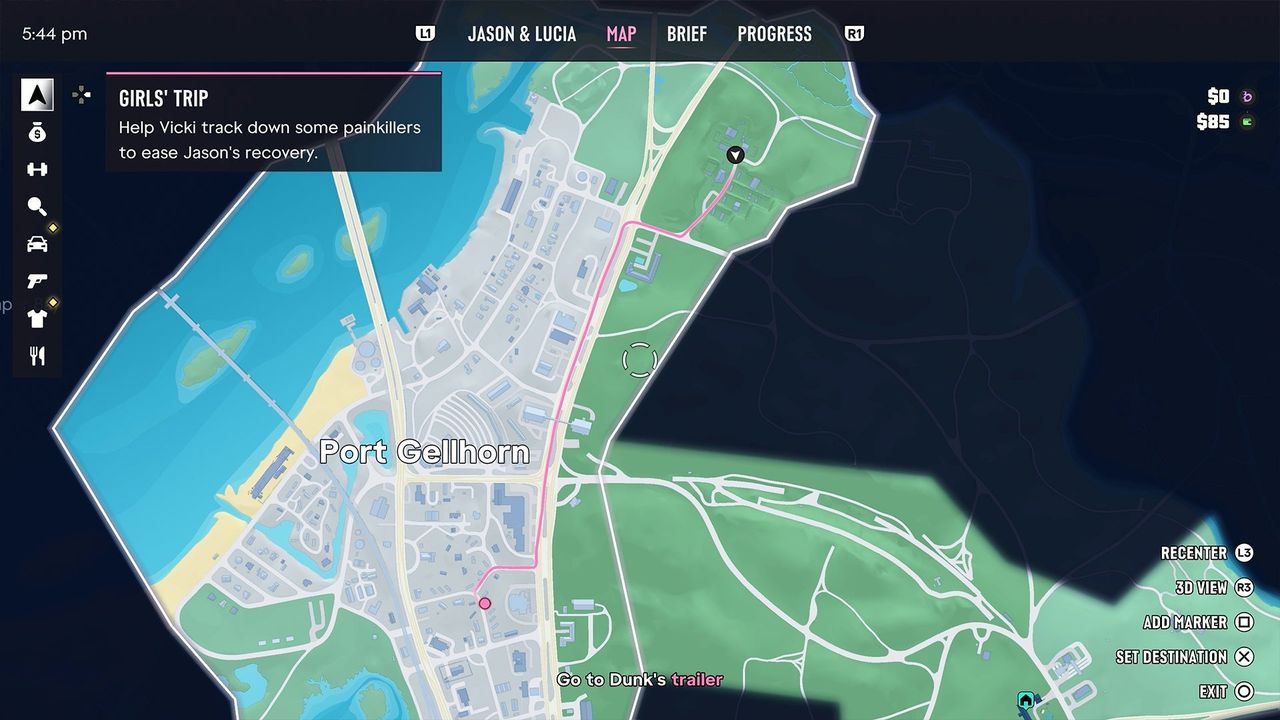 5:44 pm
L1
JASON & LUCIA
MAP
BRIEF
PROGRESS
R1
GIRLS' TRIP
Help Vicki track down some painkillers
to ease Jason's recovery.
$0
$85
Port Gellhorn
RECENTER L3
3D VIEW R3
ADD MARKER
SET DESTINATION
EXIT
Go to Dunk's trailer